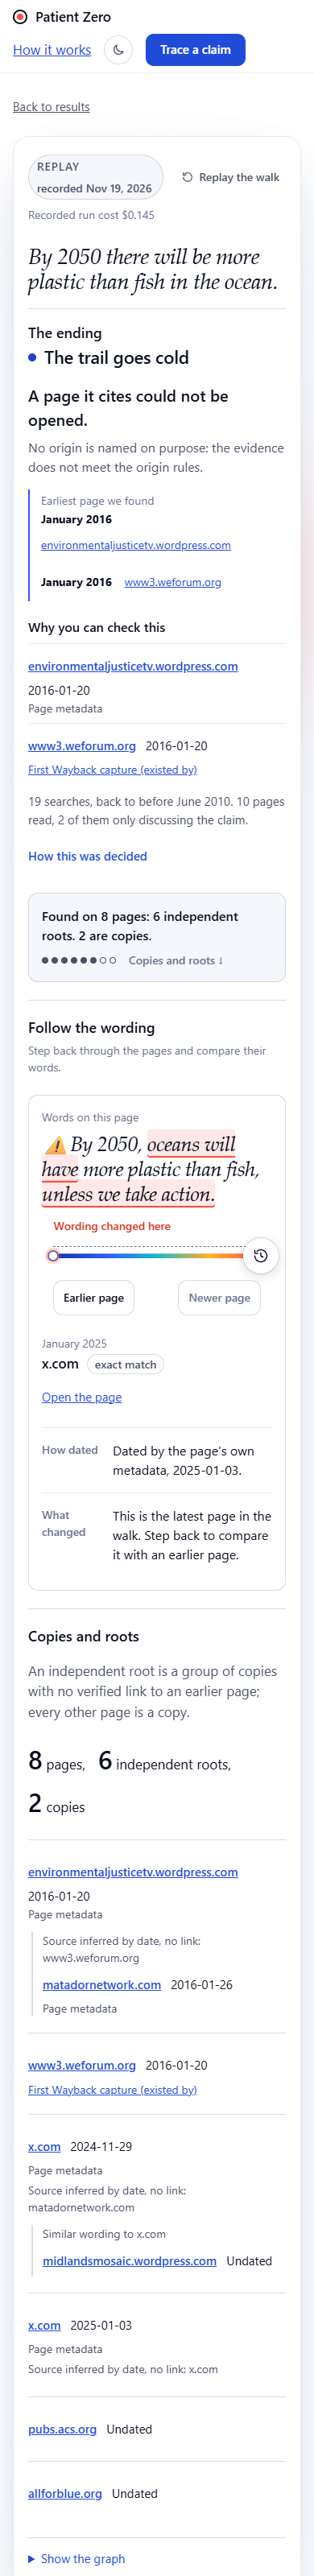 Patient Zero
How it works
Trace a claim
Back to results
REPLAY
recorded Nov 19, 2026
Replay the walk
Recorded run cost $0.145
By 2050 there will be more
plastic than fish in the ocean.
The ending
The trail goes cold
A page it cites could not be
opened.
No origin is named on purpose: the evidence
does not meet the origin rules.
Earliest page we found
January 2016
environmentaljusticetv.wordpress.com
January 2016 www3.weforum.org
Why you can check this
environmentaljusticetv.wordpress.com
2016-01-20
Page metadata
www3.weforum.org 2016-01-20
First Wayback capture (existed by)
19 searches, back to before June 2010. 10 pages
read, 2 of them only discussing the claim.
How this was decided
Found on 8 pages: 6 independent
roots. 2 are copies.
Copies and roots ↓
Follow the wording
Step back through the pages and compare their
words.
Words on this page
⚠️ By 2050, oceans will
have more plastic than fish,
unless we take action.
Wording changed here
Earlier page
Newer page
January 2025
x.com exact match
Open the page
How dated
Dated by the page's own
metadata, 2025-01-03.
What
changed
This is the latest page in the
walk. Step back to compare
it with an earlier page.
Copies and roots
An independent root is a group of copies
with no verified link to an earlier page;
every other page is a copy.
8 pages, 6 independent roots,
2 copies
environmentaljusticetv.wordpress.com
2016-01-20
Page metadata
Source inferred by date, no link:
www3.weforum.org
matadornetwork.com 2016-01-26
Page metadata
www3.weforum.org 2016-01-20
First Wayback capture (existed by)
x.com 2024-11-29
Page metadata
Source inferred by date, no link:
matadornetwork.com
Similar wording to x.com
midlandsmosaic.wordpress.com Undated
x.com 2025-01-03
Page metadata
Source inferred by date, no link: x.com
pubs.acs.org Undated
allforblue.org Undated
Show the graph